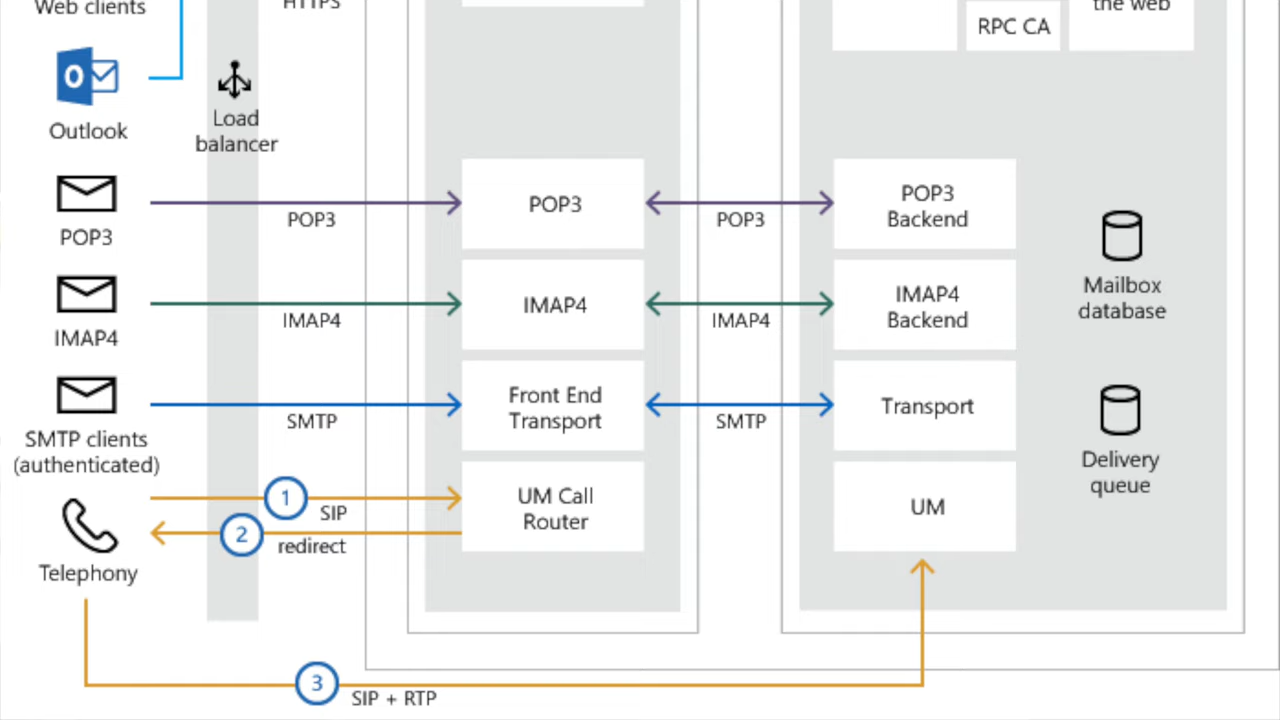 Web clients
HTTPS
the web
RPC CA
Outlook
Load
balancer
POP3
POP3
POP3
POP3
POP3
Backend
IMAP4
IMAP4
IMAP4
IMAP4
IMAP4
Backend
Mailbox
database
SMTP clients
(authenticated)
SMTP
Front End
Transport
SMTP
Transport
Delivery
queue
Telephony
1
SIP
2
redirect
UM Call
Router
UM
3
SIP + RTP